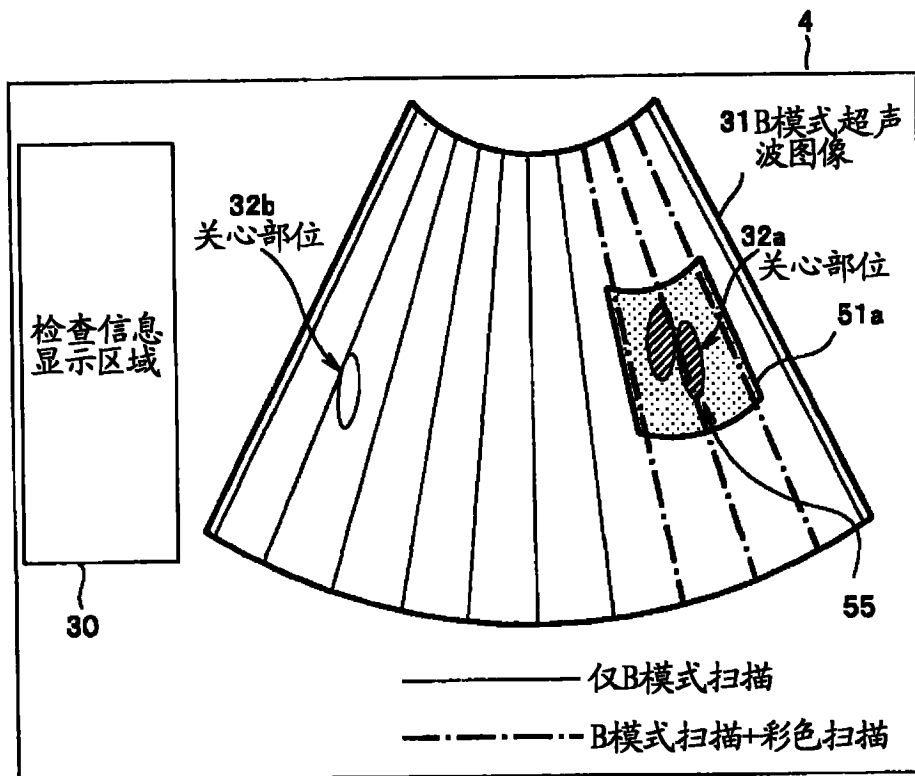 4
31B模式超声
波图像
32b
关心部位
32a
关心部位
检查信息
显示区域
51a
30
55
仅B模式扫描
B模式扫描+彩色扫描